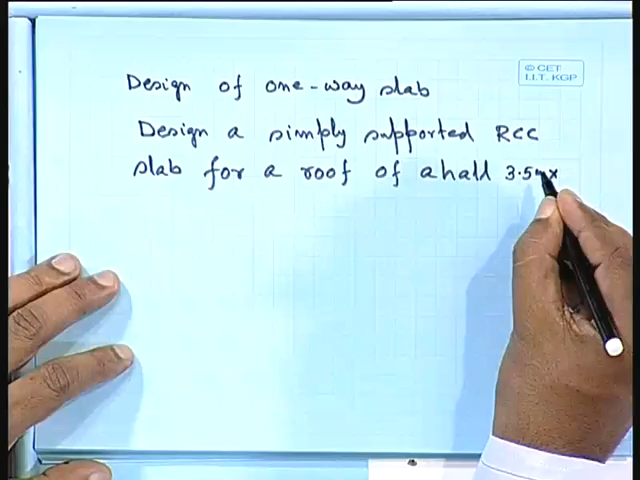 © CET
I.I.T. KGP
Design of one-way slab
Design a simply supported RCC
slab for a roof of a hall 3.5m x